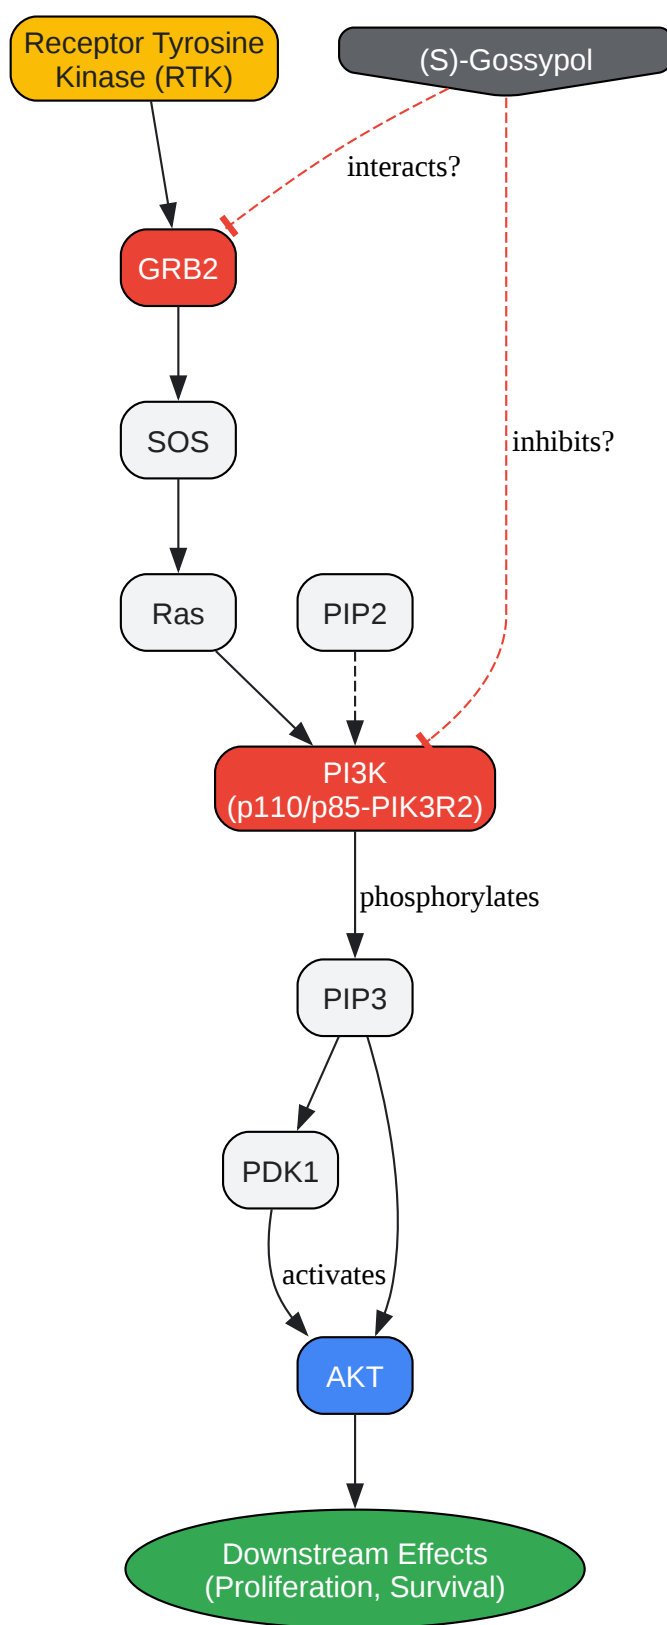 Receptor Tyrosine
Kinase (RTK)
(S)-Gossypol
interacts?
GRB2
SOS
inhibits?
Ras
PIP2
PI3K
(p110/p85-PIK3R2)
phosphorylates
PIP3
PDK1
activates
AKT
Downstream Effects
(Proliferation, Survival)